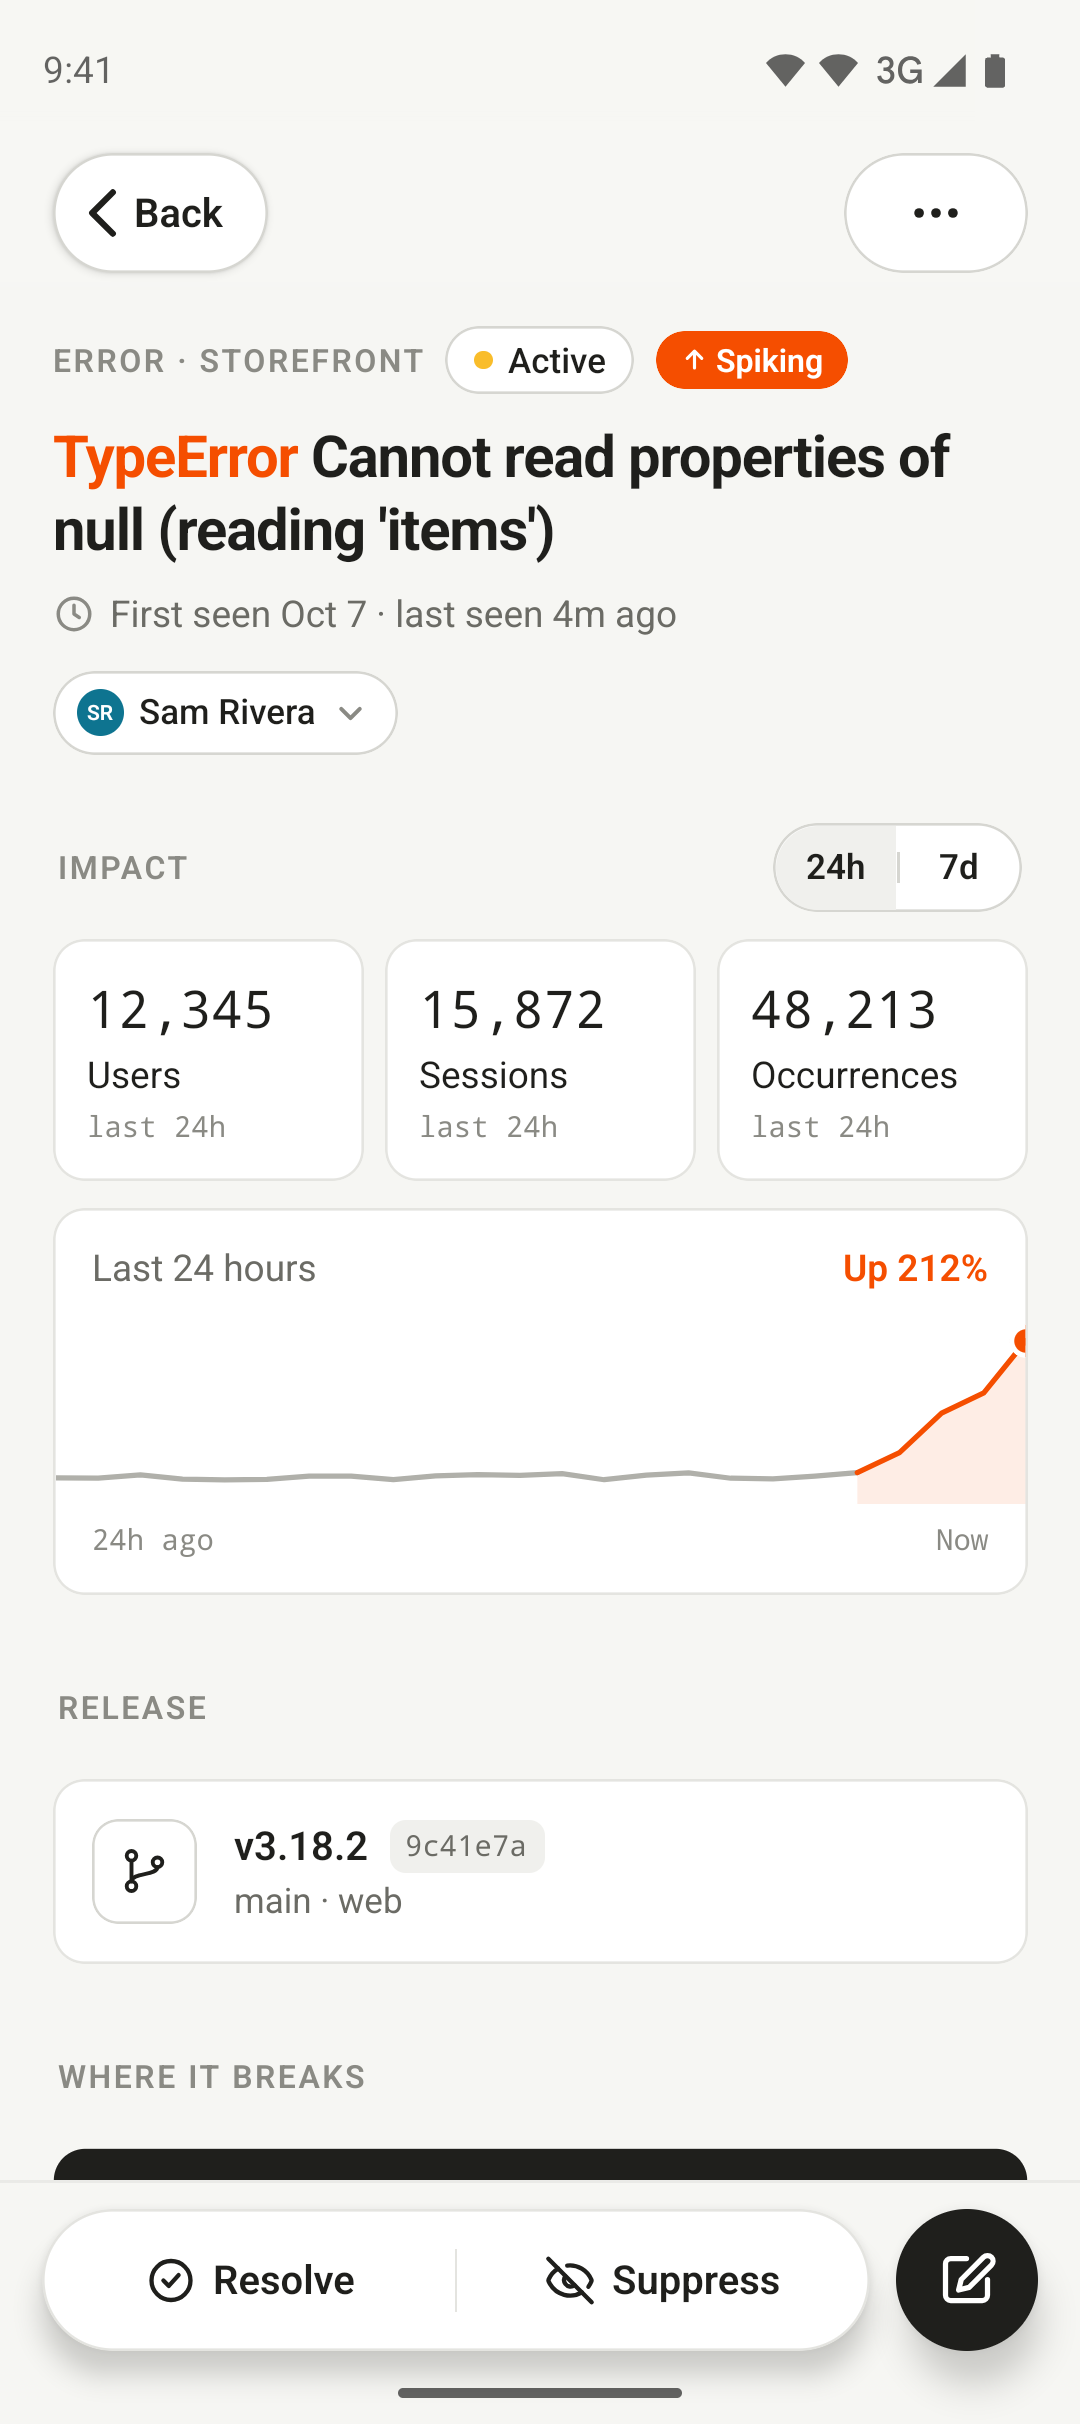 9:41 3G
Back
ERROR · STOREFRONT Active Spiking
TypeError Cannot read properties of
null (reading 'items')
First seen Oct 7 · last seen 4m ago
SR Sam Rivera
IMPACT 24h 7d
12,345 15,872 48,213
Users Sessions Occurrences
last 24h last 24h last 24h
Last 24 hours Up 212%
24h ago Now
RELEASE
v3.18.2 9c41e7a
main · web
WHERE IT BREAKS
Resolve Suppress